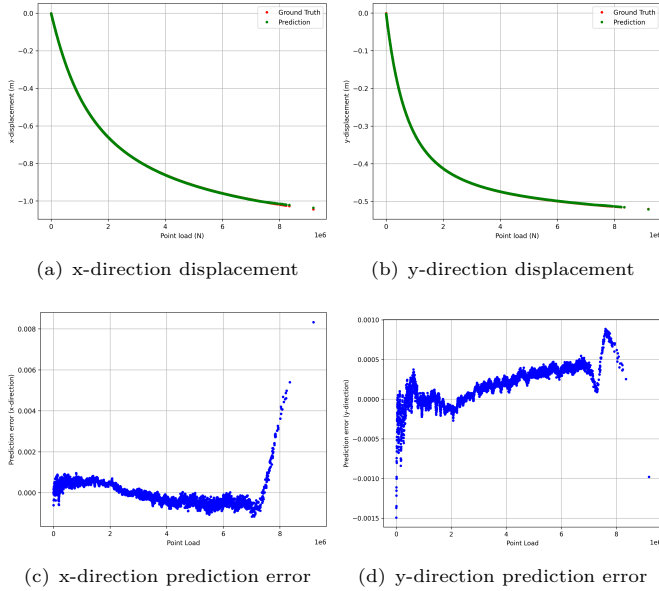 0.0
−0.2
−0.4
−0.6
−0.8
−1.0
x-displacement (m)
Ground Truth
Prediction
0 2 4 6 8
Point load (N)
1e6
0.0
−0.1
−0.2
−0.3
−0.4
−0.5
y-displacement (m)
Ground Truth
Prediction
0 2 4 6 8
Point load (N)
1e6
(a) x-direction displacement
(b) y-direction displacement
0.008
0.006
0.004
0.002
0.000
Prediction error (x-direction)
0 2 4 6 8
Point Load
1e6
0.0010
0.0005
0.0000
−0.0005
−0.0010
−0.0015
Prediction error (y-direction)
0 2 4 6 8
Point Load
1e6
(c) x-direction prediction error
(d) y-direction prediction error